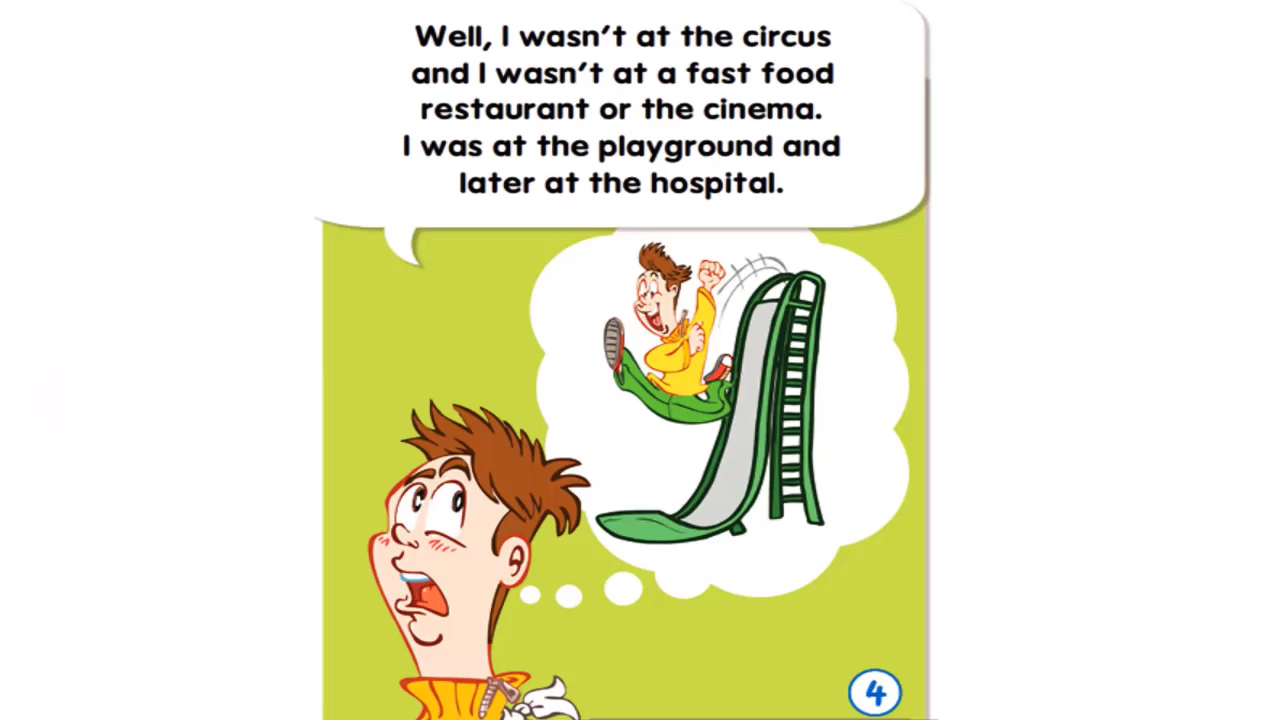 Well, I wasn't at the circus
and I wasn't at a fast food
restaurant or the cinema.
I was at the playground and
later at the hospital.
4